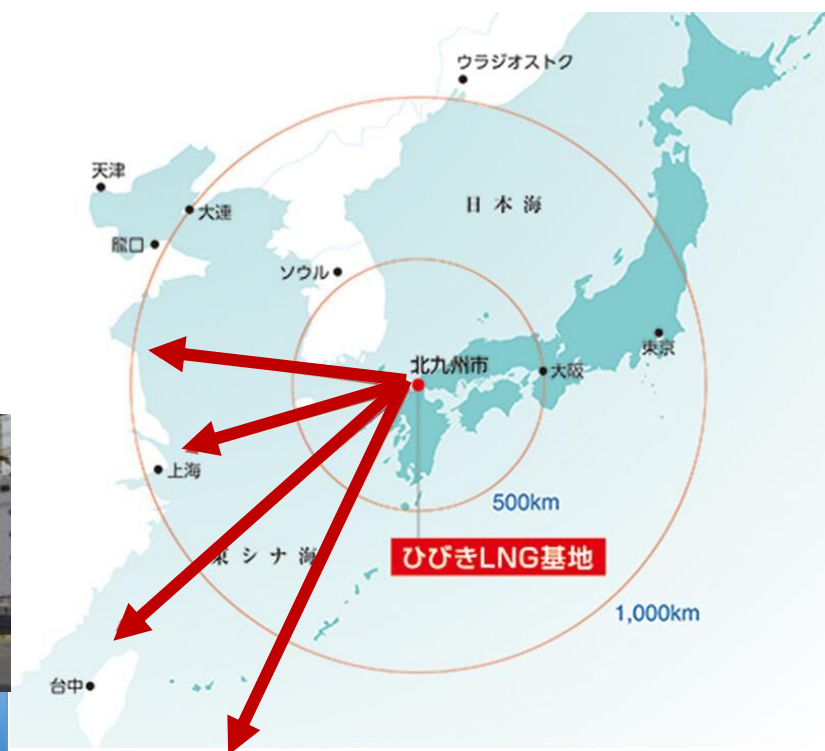 ウラジオストク
天津
大連
日本海
龍口
ソウル
東京
北九州市
大阪
上海
500km
東シナ海
ひびきLNG基地
1,000km
台中